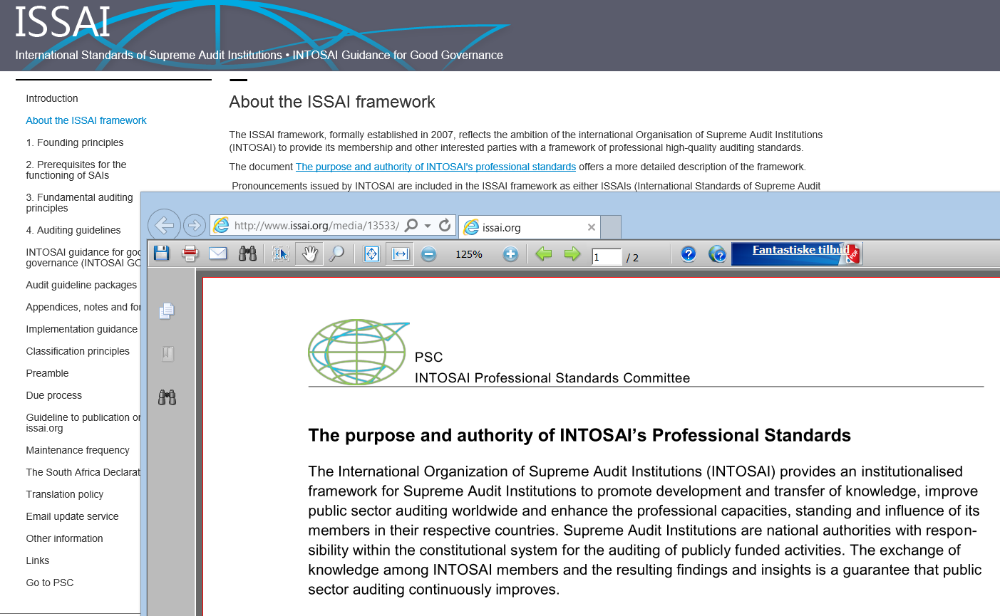 ISSAI
International Standards of Supreme Audit Institutions • INTOSAI Guidance for Good Governance
Introduction
About the ISSAI framework
1. Founding principles
2. Prerequisites for the
functioning of SAIs
3. Fundamental auditing
principles
4. Auditing guidelines
INTOSAI guidance for goo
governance (INTOSAI GO
Audit guideline packages
Appendices, notes and for
Implementation guidance
Classification principles
Preamble
Due process
Guideline to publication on
issai.org
Maintenance frequency
The South Africa Declarat
Translation policy
Email update service
Other information
Links
Go to PSC
About the ISSAI framework
The ISSAI framework, formally established in 2007, reflects the ambition of the international Organisation of Supreme Audit Institutions
(INTOSAI) to provide its membership and other interested parties with a framework of professional high-quality auditing standards.
The document The purpose and authority of INTOSAI's professional standards offers a more detailed description of the framework.
Pronouncements issued by INTOSAI are included in the ISSAI framework as either ISSAIs (International Standards of Supreme Audit
http://www.issai.org/media/13533/
issai.org
125%
1 / 2
Fantastiske tilbud
PDF
PSC
INTOSAI Professional Standards Committee
The purpose and authority of INTOSAI’s Professional Standards
The International Organization of Supreme Audit Institutions (INTOSAI) provides an institutionalised
framework for Supreme Audit Institutions to promote development and transfer of knowledge, improve
public sector auditing worldwide and enhance the professional capacities, standing and influence of its
members in their respective countries. Supreme Audit Institutions are national authorities with respon-
sibility within the constitutional system for the auditing of publicly funded activities. The exchange of
knowledge among INTOSAI members and the resulting findings and insights is a guarantee that public
sector auditing continuously improves.